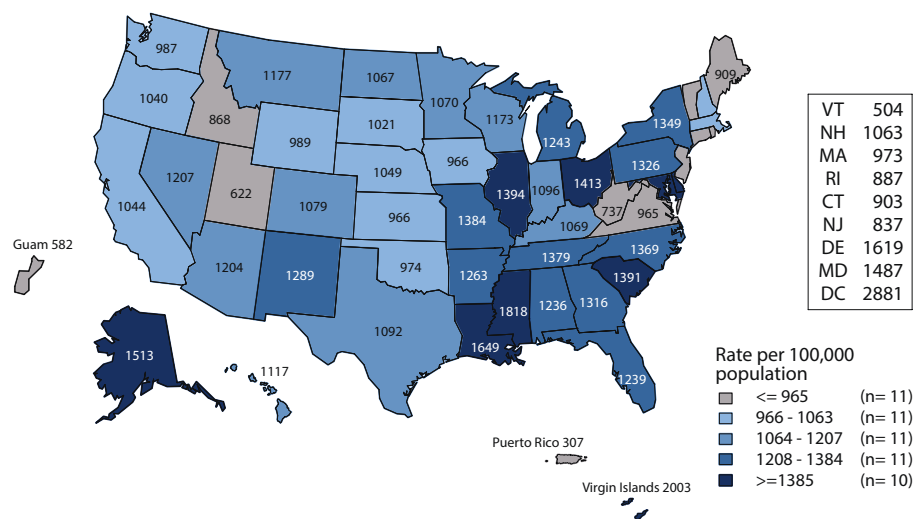 987
1177
1067
1070
909
1040
868
1173
1349
1021
1243
989
1326
966
1049
1207
1394
1096
1413
622
1044
1079
737
965
1384
966
1069
1369
1379
974
1204
1289
1263
1391
1236
1316
1818
1092
1649
1239
1513
1117
Guam 582
Puerto Rico 307
Virgin Islands 2003
VT 504
NH 1063
MA 973
RI 887
CT 903
NJ 837
DE 1619
MD 1487
DC 2881
Rate per 100,000
population
<= 965 (n= 11)
966 - 1063 (n= 11)
1064 - 1207 (n= 11)
1208 - 1384 (n= 11)
>=1385 (n= 10)